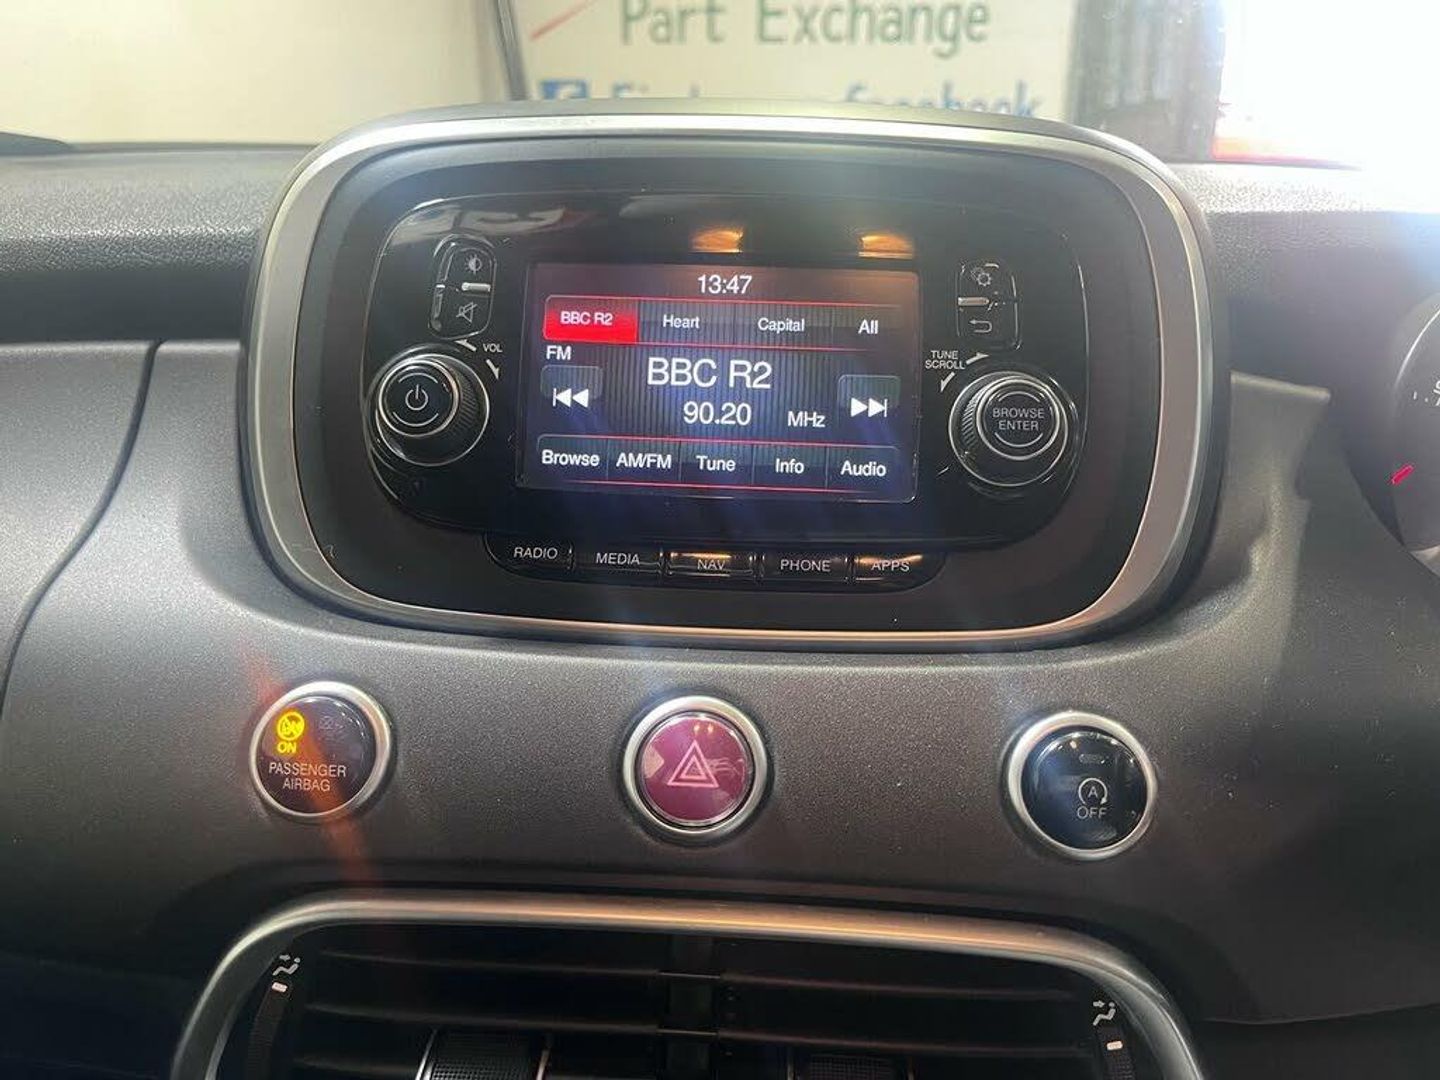 Part Exchange
13:47
BBC R2 Heart Capital All
FM
BBC R2
90.20 MHz
Browse AM/FM Tune Info Audio
VOL
TUNE
SCROLL
BROWSE
ENTER
RADIO MEDIA NAV PHONE APPS
ON
PASSENGER
AIRBAG
A
OFF